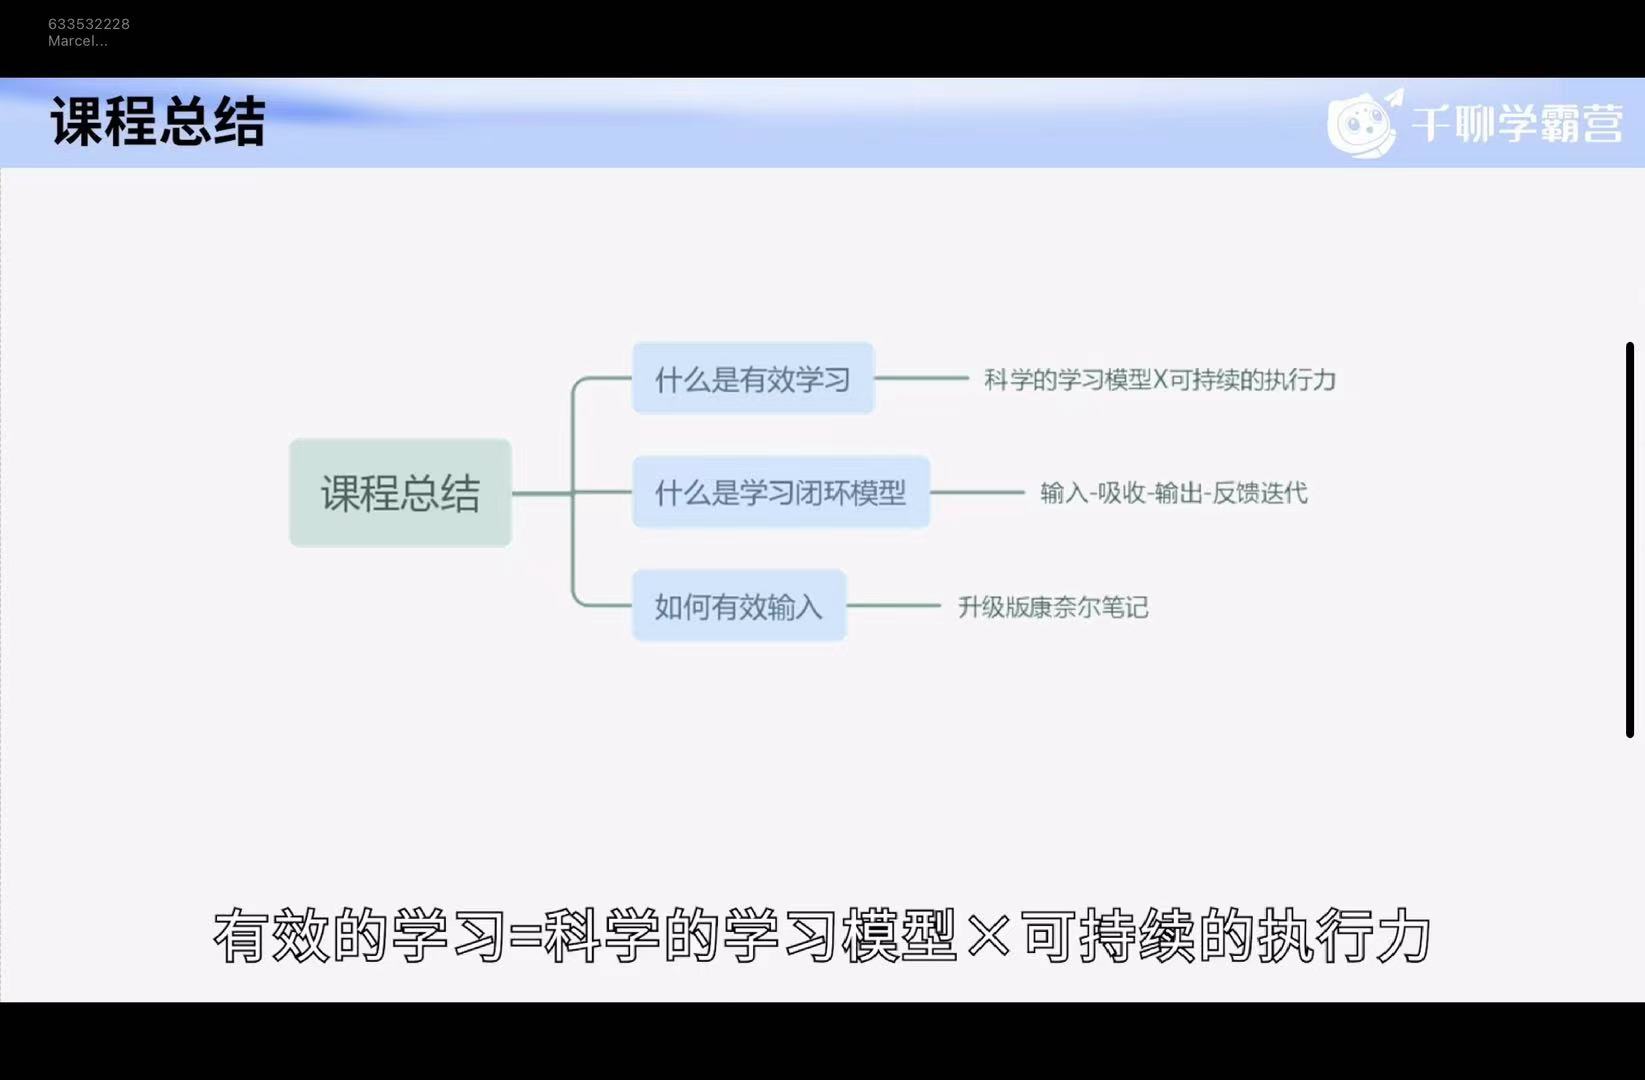 633532228
Marcel...
课程总结
千聊学霸营
什么是有效学习
科学的学习模型X可持续的执行力
课程总结
什么是学习闭环模型
输入-吸收-输出-反馈迭代
如何有效输入
升级版康奈尔笔记
有效的学习=科学的学习模型×可持续的执行力